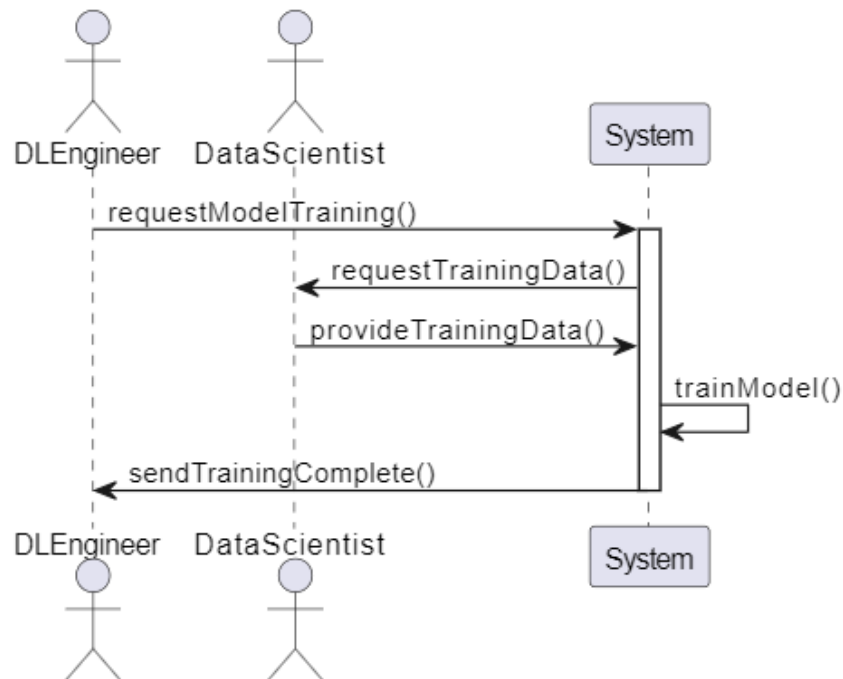 DLEngineer DataScientist
System
requestModelTraining()
requestTrainingData()
provideTrainingData()
trainModel()
sendTrainingComplete()
DLEngineer DataScientist
System